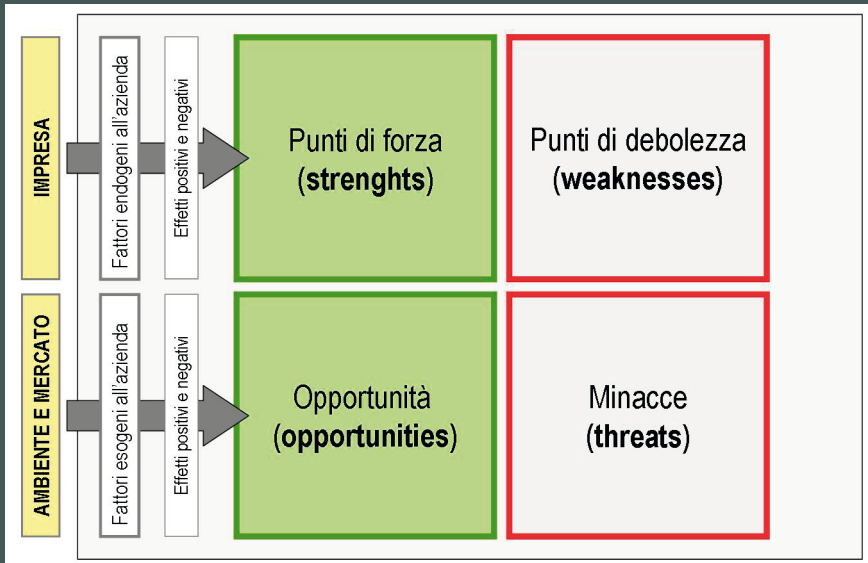 IMPRESA
Fattori endogeni all'azienda
Effetti positivi e negativi
Punti di forza
(strenghts)
Punti di debolezza
(weaknesses)
AMBIENTE E MERCATO
Fattori esogeni all'azienda
Effetti positivi e negativi
Opportunità
(opportunities)
Minacce
(threats)